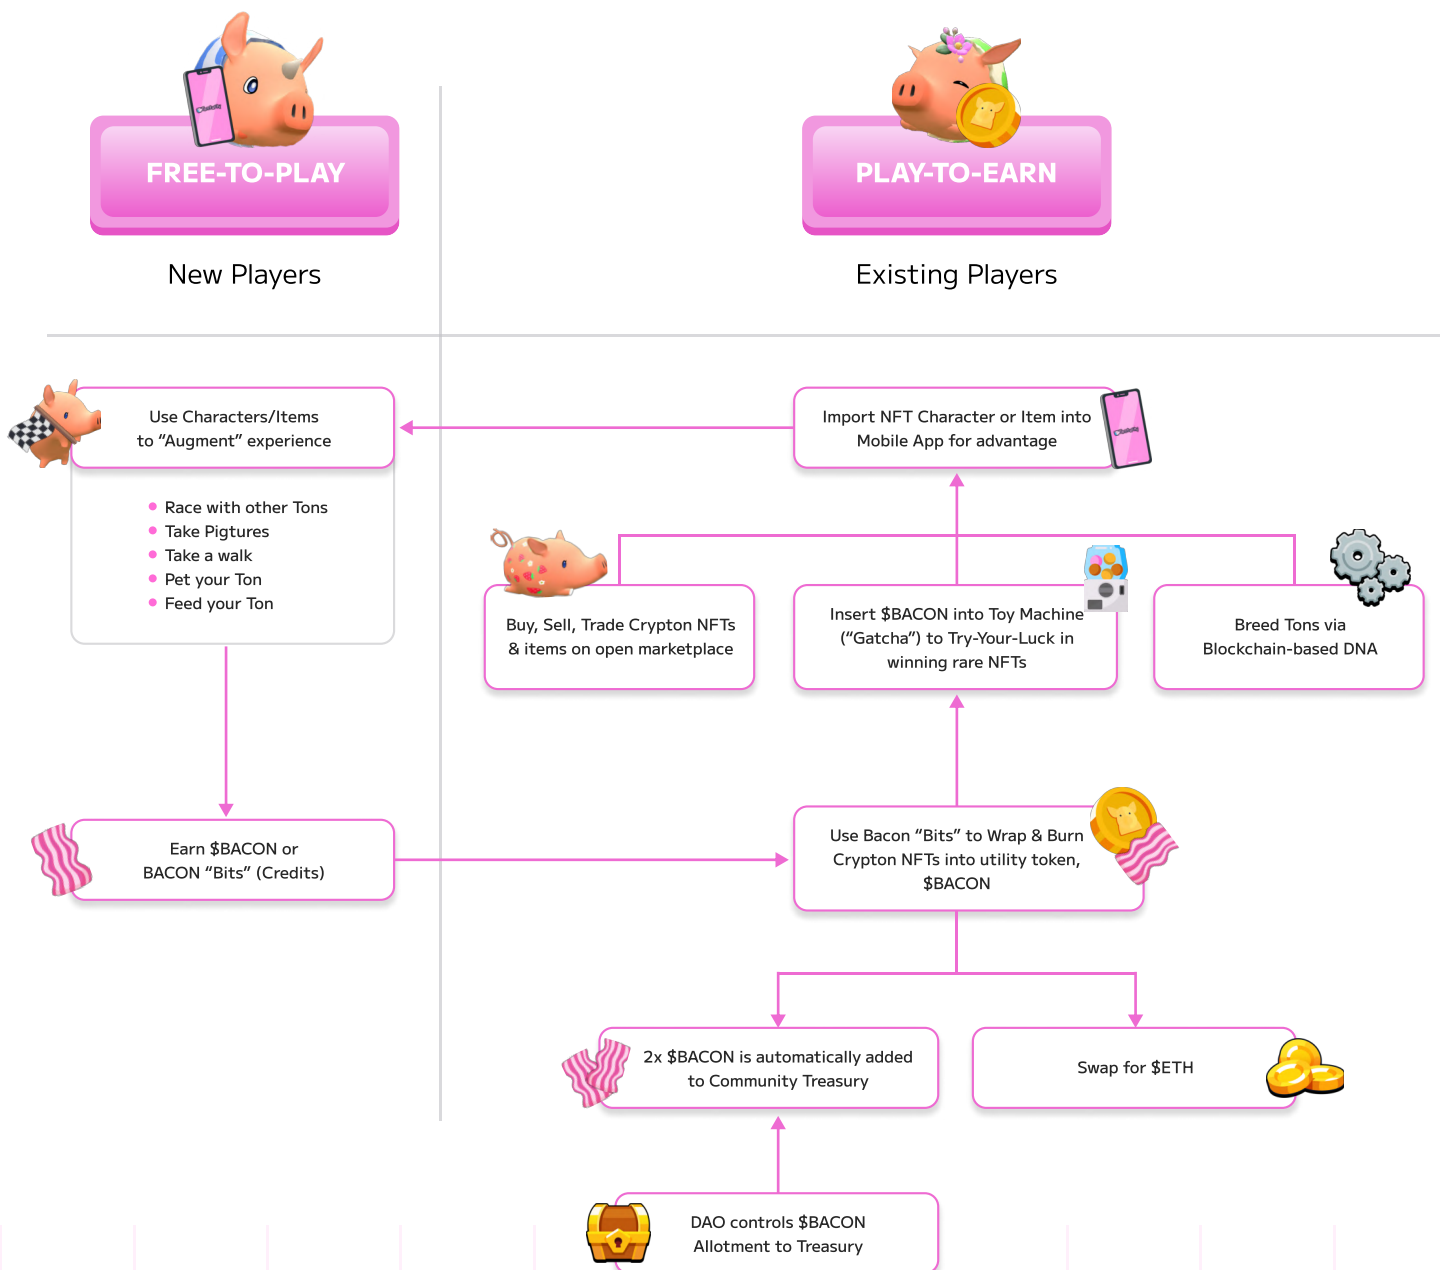 FREE-TO-PLAY
PLAY-TO-EARN
New Players
Existing Players
Use Characters/Items
to “Augment” experience
Race with other Tons
Take Pigtures
Take a walk
Pet your Ton
Feed your Ton
Import NFT Character or Item into
Mobile App for advantage
Buy, Sell, Trade Crypton NFTs
& items on open marketplace
Insert $BACON into Toy Machine
(“Gatcha”) to Try-Your-Luck in
winning rare NFTs
Breed Tons via
Blockchain-based DNA
Earn $BACON or
BACON “Bits” (Credits)
Use Bacon “Bits” to Wrap & Burn
Crypton NFTs into utility token,
$BACON
2x $BACON is automatically added
to Community Treasury
Swap for $ETH
DAO controls $BACON
Allotment to Treasury